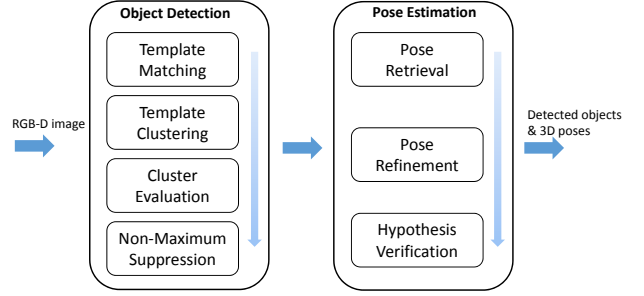 RGB-D image
Object Detection
Template
Matching
Template
Clustering
Cluster
Evaluation
Non-Maximum
Suppression
Pose Estimation
Pose
Retrieval
Pose
Refinement
Hypothesis
Verification
Detected objects
& 3D poses